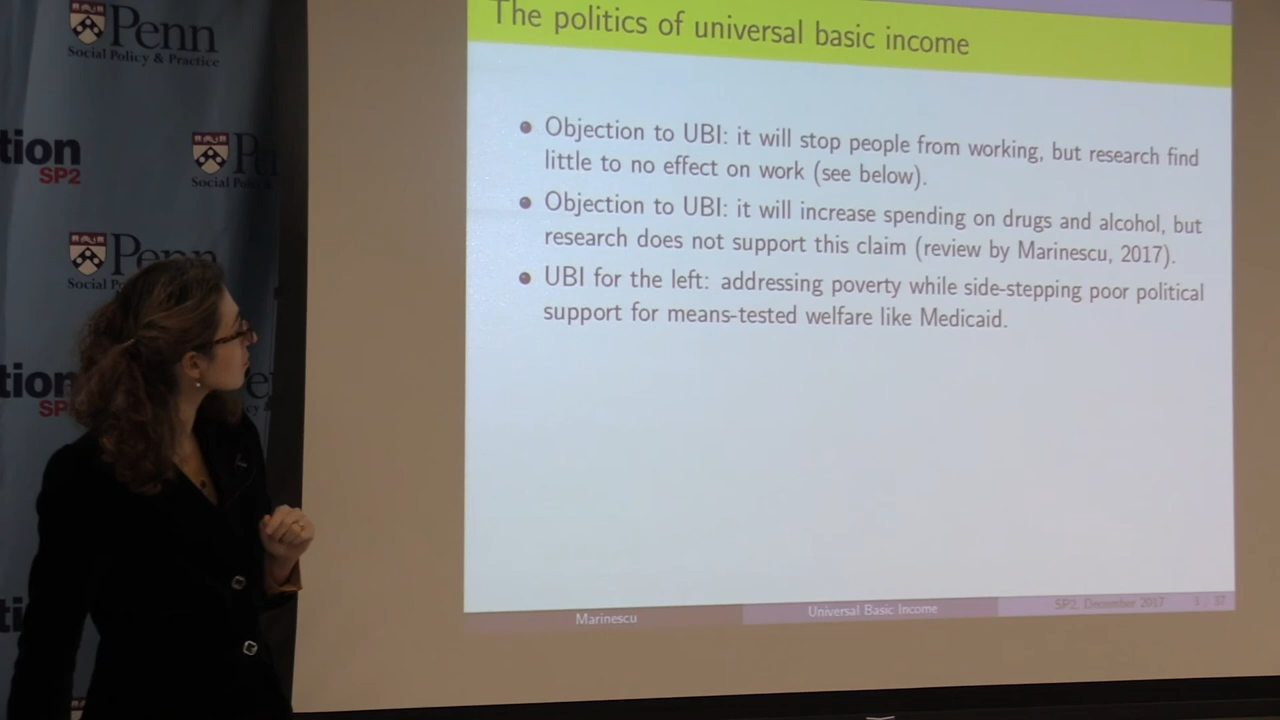 Penn
Social Policy & Practice
tion
SP2
Social
Penn
Social
tion
The politics of universal basic income
Objection to UBI: it will stop people from working, but research find
little to no effect on work (see below).
Objection to UBI: it will increase spending on drugs and alcohol, but
research does not support this claim (review by Marinescu, 2017).
UBI for the left: addressing poverty while side-stepping poor political
support for means-tested welfare like Medicaid.
Marinescu
Universal Basic Income
SP2, December 2017
3 / 37